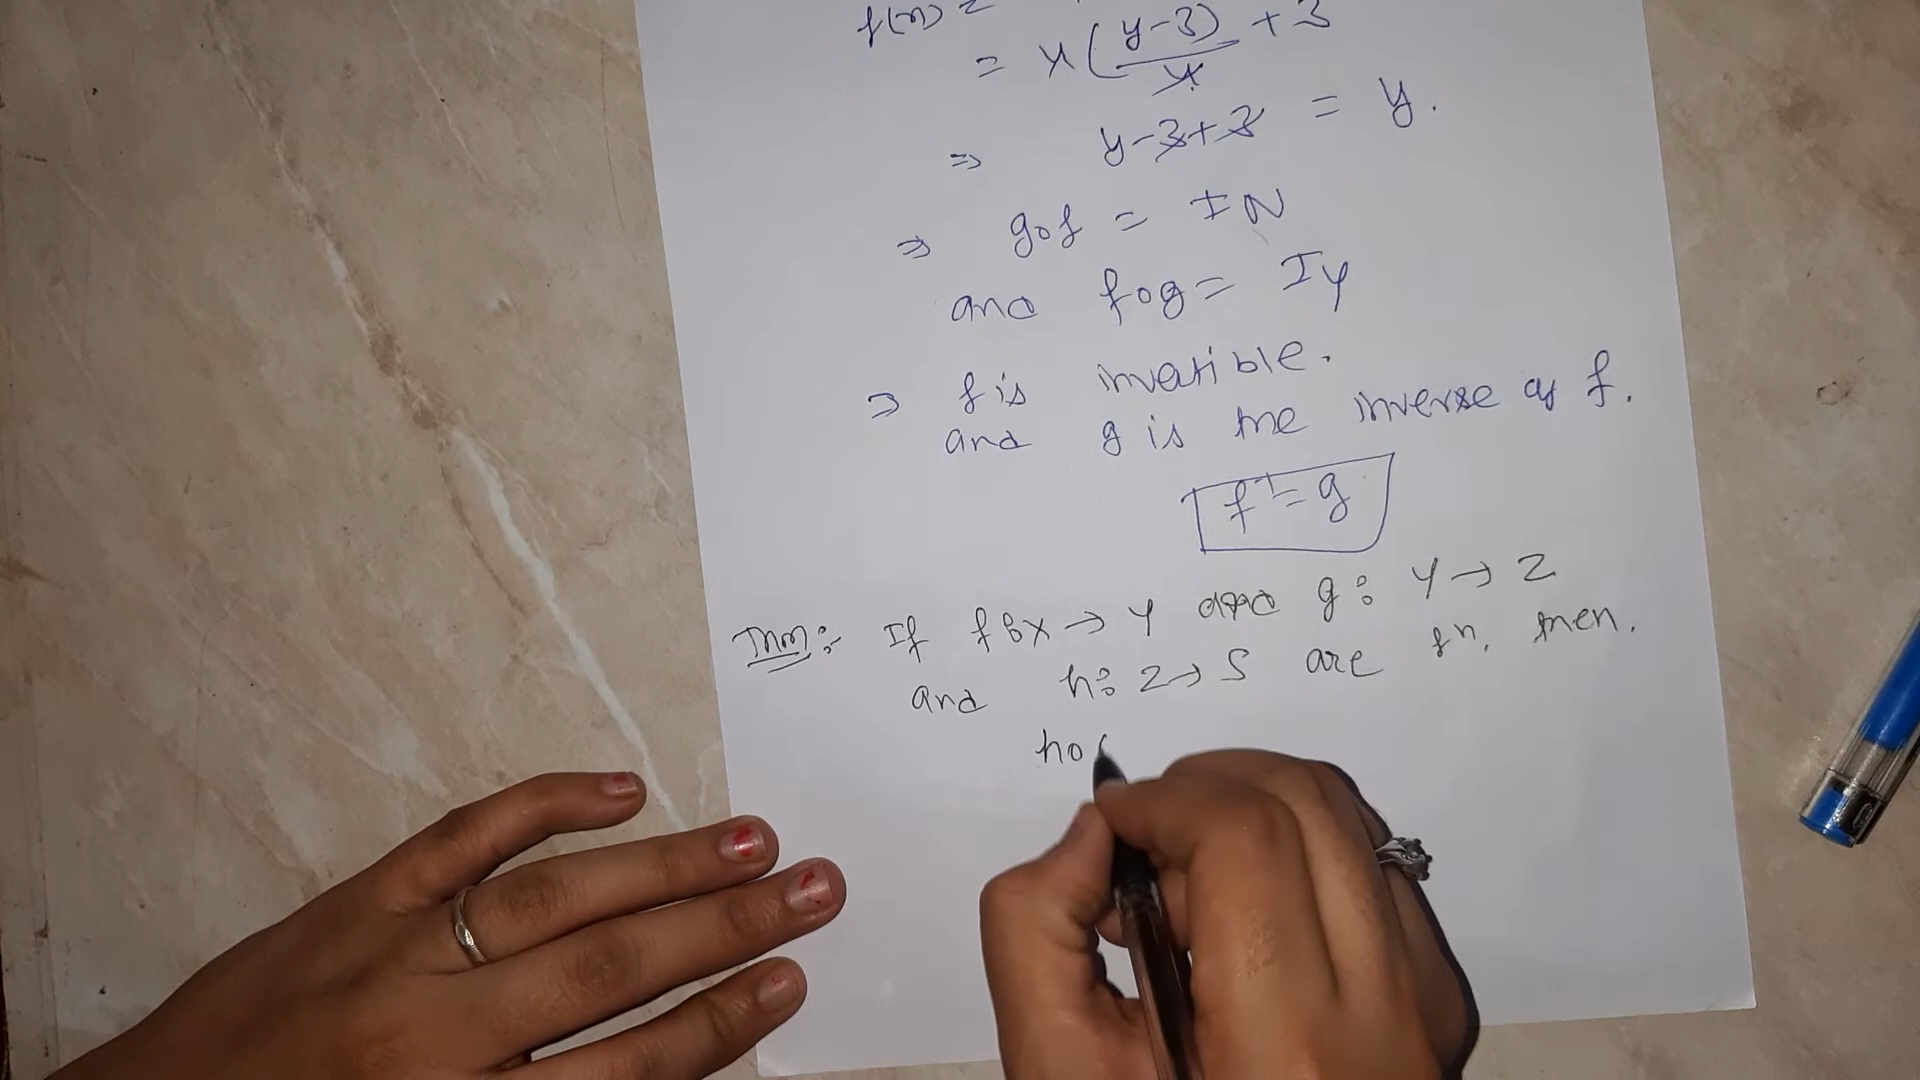 f(n) =
= 4((y-3)/4) + 3
⇒ y-3+3 = y.
⇒ gof = IN
and fog = Iy
⇒ f is invertible.
and g is the inverse of f.
f⁻¹ = g
Thm:- If f: X → Y and g: Y → Z
and h: Z → S are fⁿ. then.
ho(